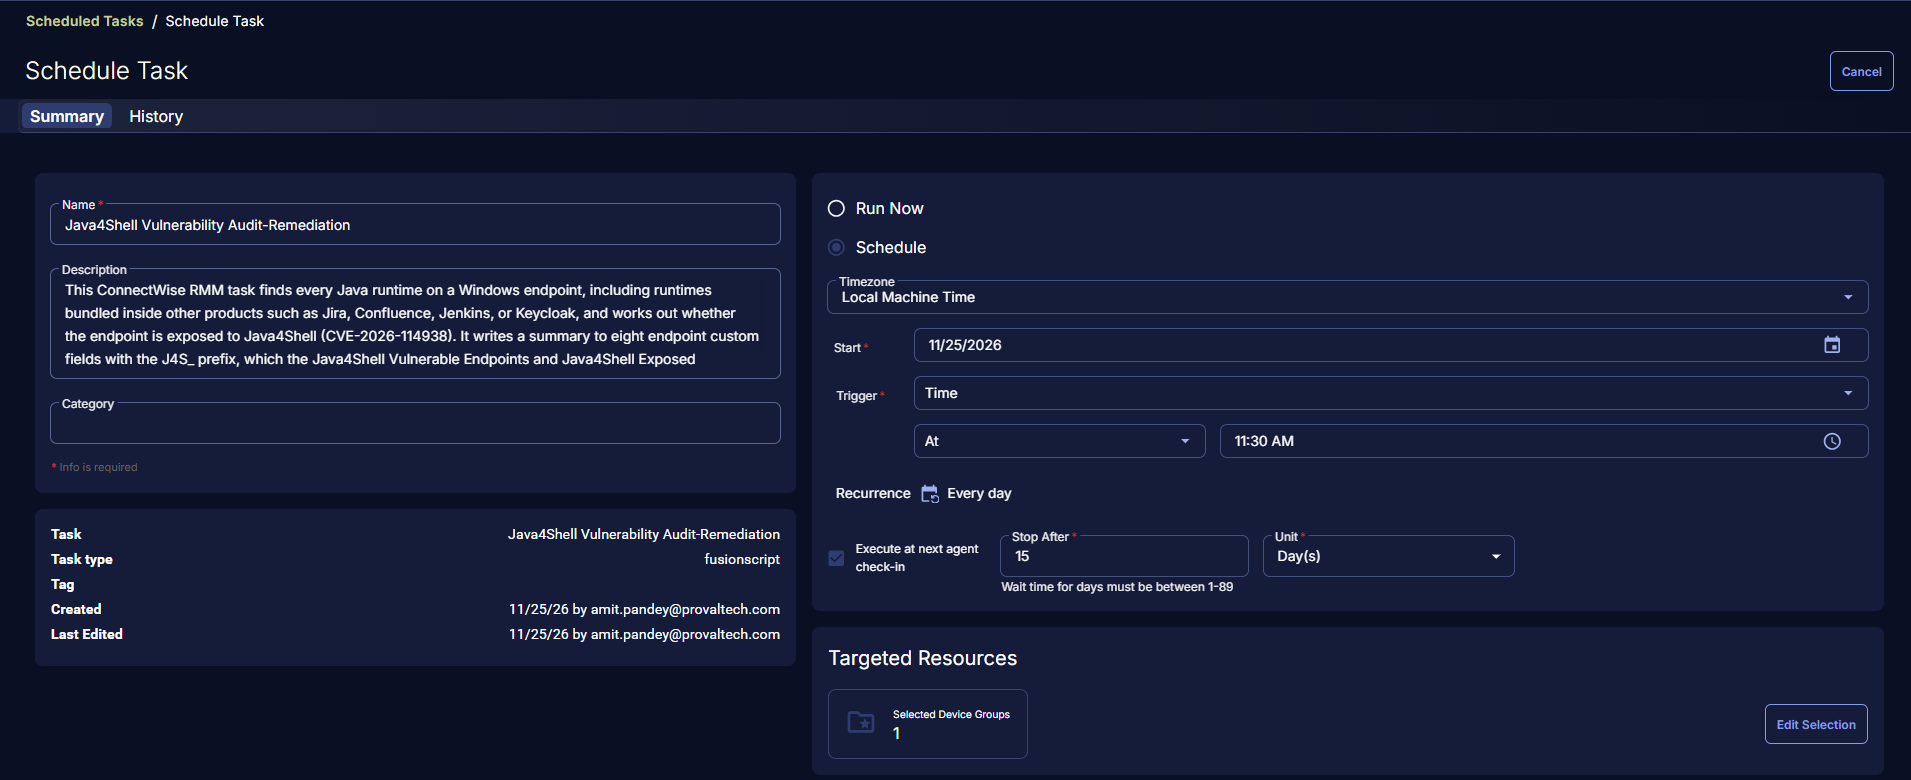 Scheduled Tasks / Schedule Task
Schedule Task
Cancel
Summary
History
Name *
Java4Shell Vulnerability Audit-Remediation
Description
This ConnectWise RMM task finds every Java runtime on a Windows endpoint, including runtimes
bundled inside other products such as Jira, Confluence, Jenkins, or Keycloak, and works out whether
the endpoint is exposed to Java4Shell (CVE-2026-114938). It writes a summary to eight endpoint custom
fields with the J4S_ prefix, which the Java4Shell Vulnerable Endpoints and Java4Shell Exposed
Category
* Info is required
Task Java4Shell Vulnerability Audit-Remediation
Task type fusionscript
Tag
Created 11/25/26 by amit.pandey@provaltech.com
Last Edited 11/25/26 by amit.pandey@provaltech.com
Run Now
Schedule
Timezone
Local Machine Time
Start * 11/25/2026
Trigger * Time
At 11:30 AM
Recurrence Every day
Execute at next agent
check-in
Stop After *
15
Unit *
Day(s)
Wait time for days must be between 1-89
Targeted Resources
Selected Device Groups
1
Edit Selection